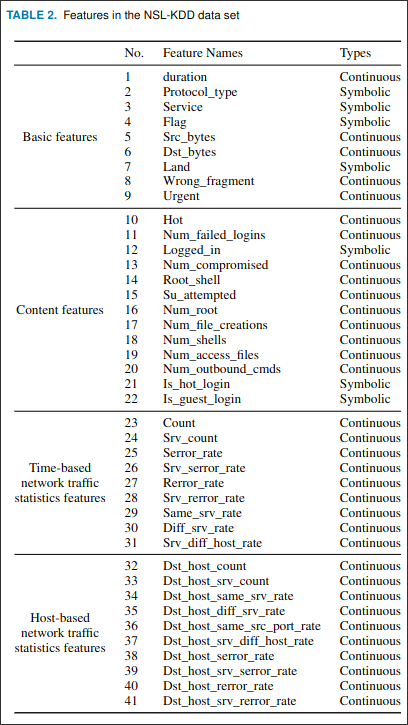 TABLE 2. Features in the NSL-KDD data set
No. Feature Names Types
Basic features
1 duration Continuous
2 Protocol_type Symbolic
3 Service Symbolic
4 Flag Symbolic
5 Src_bytes Continuous
6 Dst_bytes Continuous
7 Land Symbolic
8 Wrong_fragment Continuous
9 Urgent Continuous
Content features
10 Hot Continuous
11 Num_failed_logins Continuous
12 Logged_in Symbolic
13 Num_compromised Continuous
14 Root_shell Continuous
15 Su_attempted Continuous
16 Num_root Continuous
17 Num_file_creations Continuous
18 Num_shells Continuous
19 Num_access_files Continuous
20 Num_outbound_cmds Continuous
21 Is_hot_login Symbolic
22 Is_guest_login Symbolic
Time-based
network traffic
statistics features
23 Count Continuous
24 Srv_count Continuous
25 Serror_rate Continuous
26 Srv_serror_rate Continuous
27 Rerror_rate Continuous
28 Srv_rerror_rate Continuous
29 Same_srv_rate Continuous
30 Diff_srv_rate Continuous
31 Srv_diff_host_rate Continuous
Host-based
network traffic
statistics features
32 Dst_host_count Continuous
33 Dst_host_srv_count Continuous
34 Dst_host_same_srv_rate Continuous
35 Dst_host_diff_srv_rate Continuous
36 Dst_host_same_src_port_rate Continuous
37 Dst_host_srv_diff_host_rate Continuous
38 Dst_host_serror_rate Continuous
39 Dst_host_srv_serror_rate Continuous
40 Dst_host_rerror_rate Continuous
41 Dst_host_srv_rerror_rate Continuous